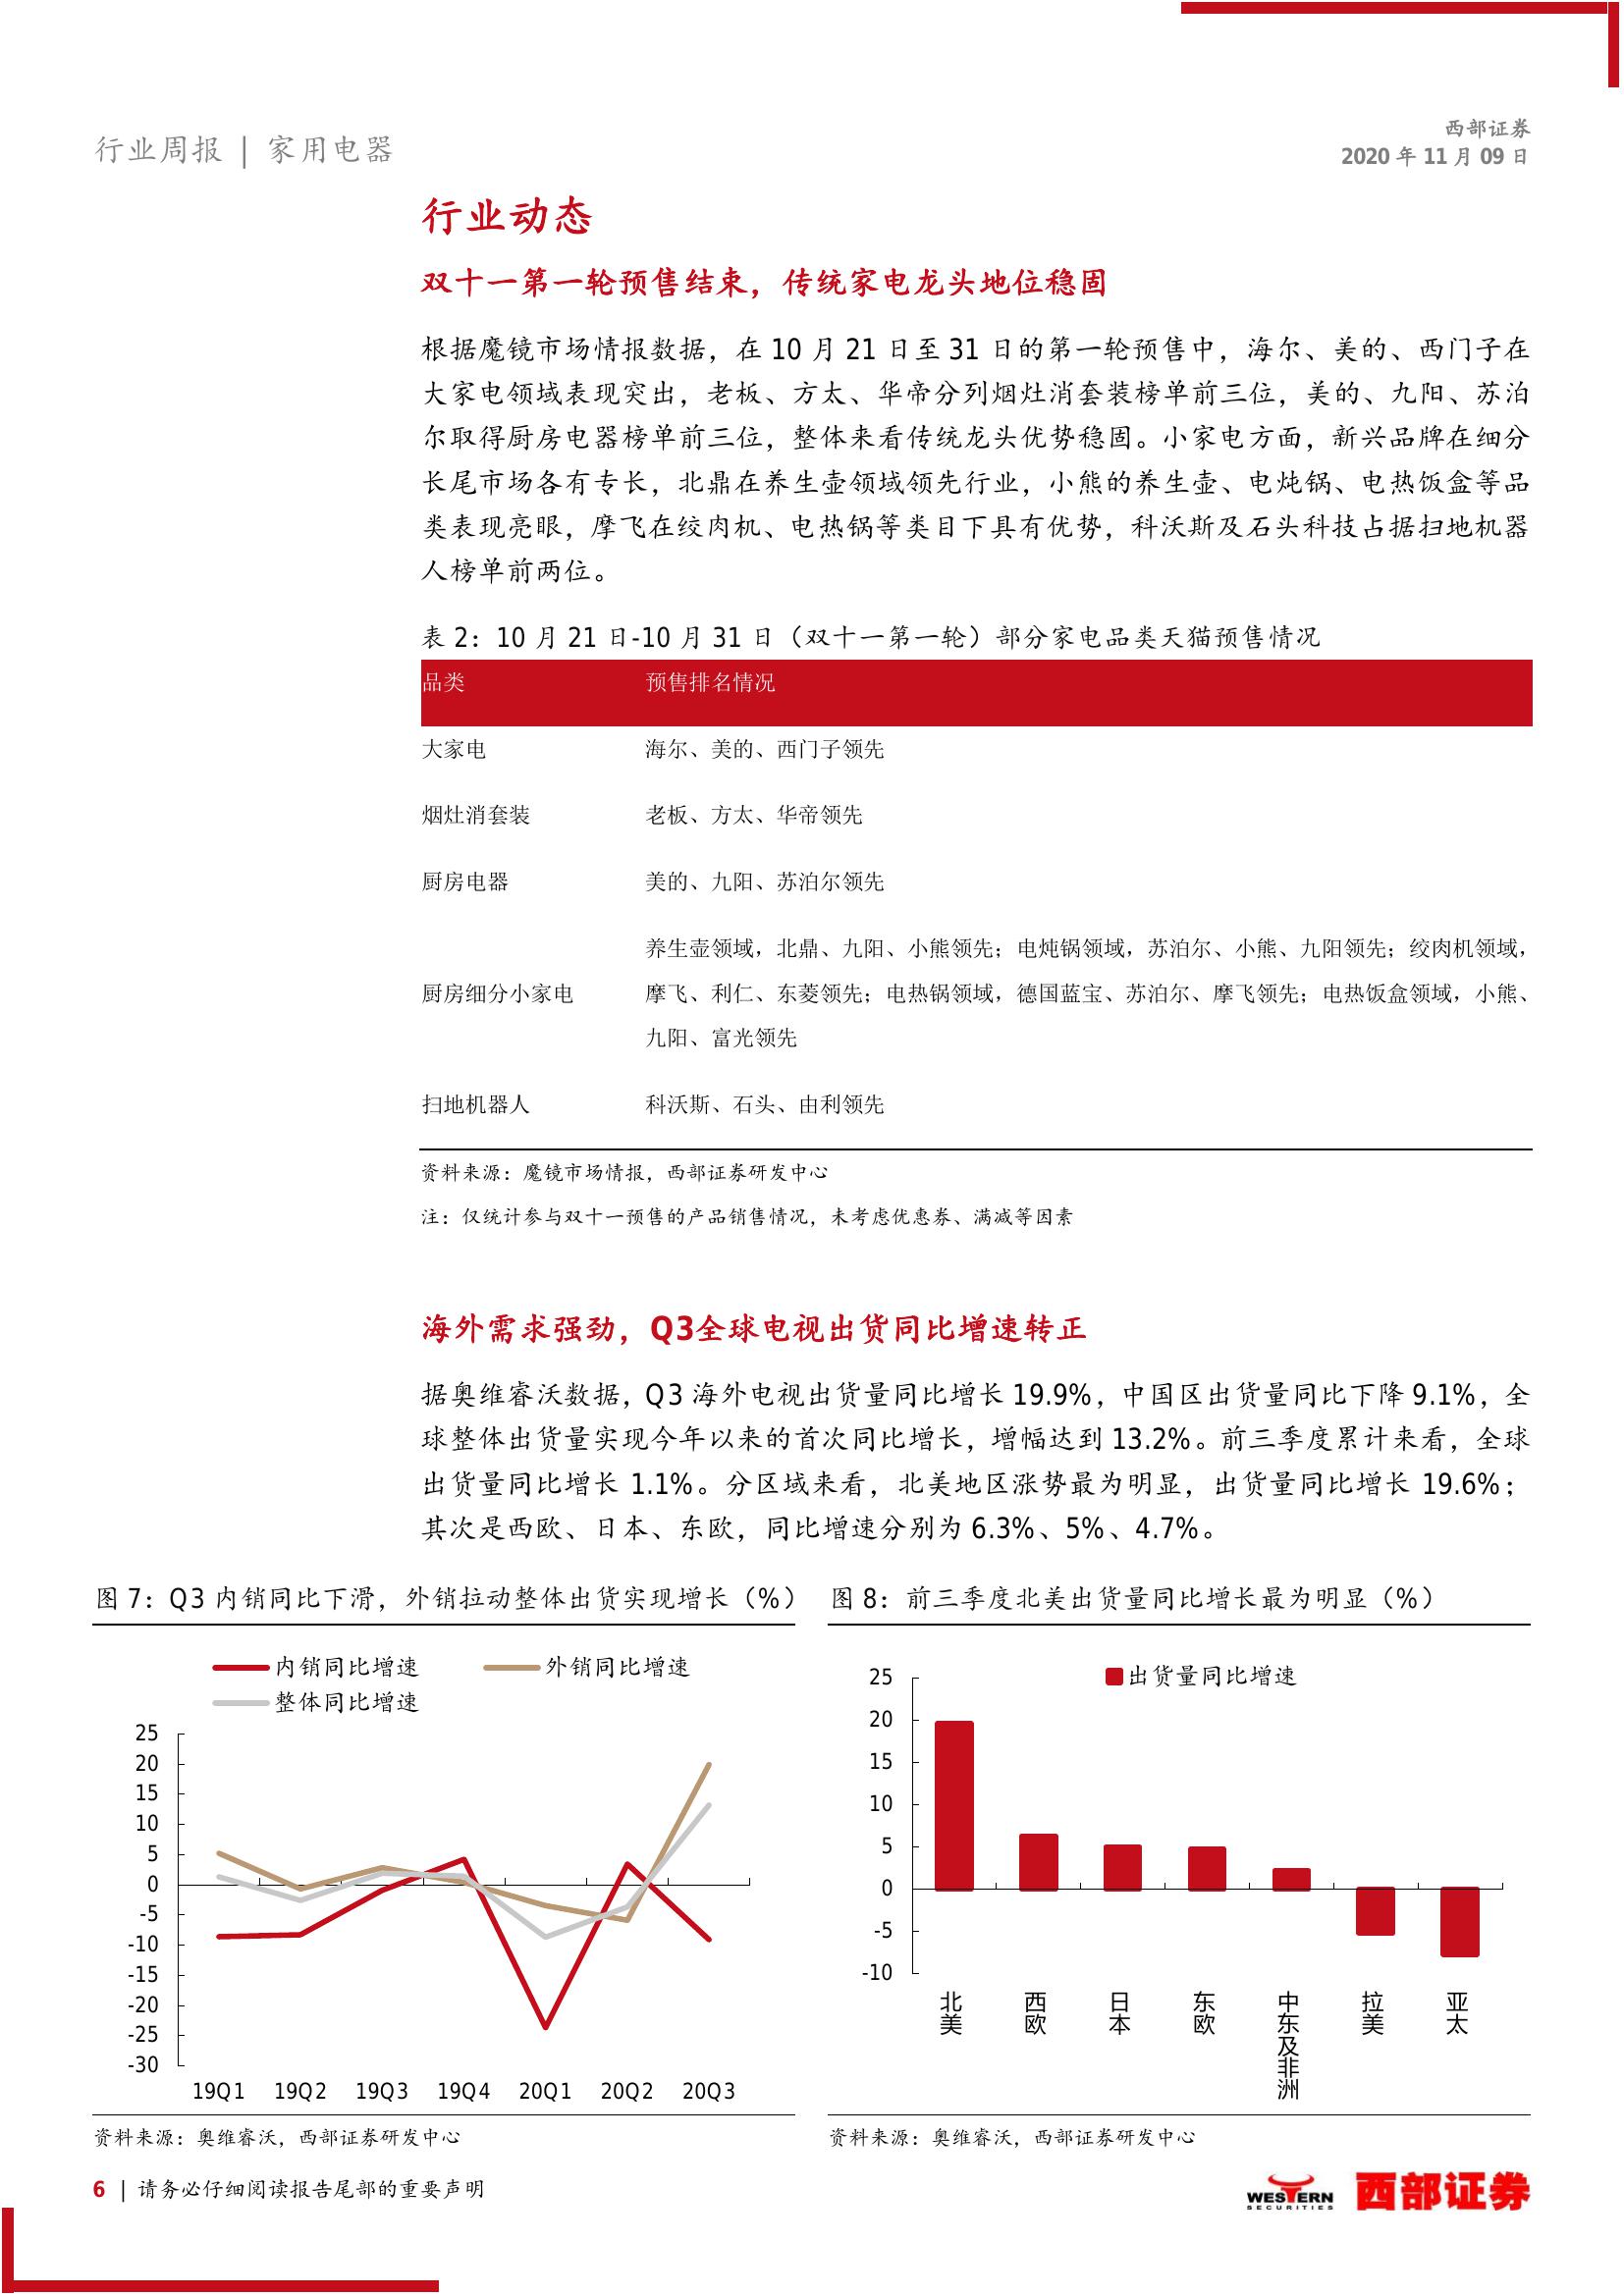 行业周报 | 家用电器
西部证券
2020 年 11 月 09 日
行业动态
双十一第一轮预售结束，传统家电龙头地位稳固
根据魔镜市场情报数据，在 10 月 21 日至 31 日的第一轮预售中，海尔、美的、西门子在
大家电领域表现突出，老板、方太、华帝分列烟灶消套装榜单前三位，美的、九阳、苏泊
尔取得厨房电器榜单前三位，整体来看传统龙头优势稳固。小家电方面，新兴品牌在细分
长尾市场各有专长，北鼎在养生壶领域领先行业，小熊的养生壶、电炖锅、电热饭盒等品
类表现亮眼，摩飞在绞肉机、电热锅等类目下具有优势，科沃斯及石头科技占据扫地机器
人榜单前两位。
表 2：10 月 21 日-10 月 31 日（双十一第一轮）部分家电品类天猫预售情况
品类 预售排名情况
大家电 海尔、美的、西门子领先
烟灶消套装 老板、方太、华帝领先
厨房电器 美的、九阳、苏泊尔领先
养生壶领域，北鼎、九阳、小熊领先；电炖锅领域，苏泊尔、小熊、九阳领先；绞肉机领域，
厨房细分小家电 摩飞、利仁、东菱领先；电热锅领域，德国蓝宝、苏泊尔、摩飞领先；电热饭盒领域，小熊、
九阳、富光领先
扫地机器人 科沃斯、石头、由利领先
资料来源：魔镜市场情报，西部证券研发中心
注：仅统计参与双十一预售的产品销售情况，未考虑优惠券、满减等因素
海外需求强劲，Q3全球电视出货同比增速转正
据奥维睿沃数据，Q3 海外电视出货量同比增长 19.9%，中国区出货量同比下降 9.1%，全
球整体出货量实现今年以来的首次同比增长，增幅达到 13.2%。前三季度累计来看，全球
出货量同比增长 1.1%。分区域来看，北美地区涨势最为明显，出货量同比增长 19.6%；
其次是西欧、日本、东欧，同比增速分别为 6.3%、5%、4.7%。
图 7：Q3 内销同比下滑，外销拉动整体出货实现增长（%）
内销同比增速 外销同比增速
整体同比增速
25
20
15
10
5
0
-5
-10
-15
-20
-25
-30
19Q1 19Q2 19Q3 19Q4 20Q1 20Q2 20Q3
资料来源：奥维睿沃，西部证券研发中心
图 8：前三季度北美出货量同比增长最为明显（%）
出货量同比增速
25
20
15
10
5
0
-5
-10
北美 西欧 日本 东欧 中东及非洲 拉美 亚太
资料来源：奥维睿沃，西部证券研发中心
6 | 请务必仔细阅读报告尾部的重要声明
WESTERN
SECURITIES
西部证券